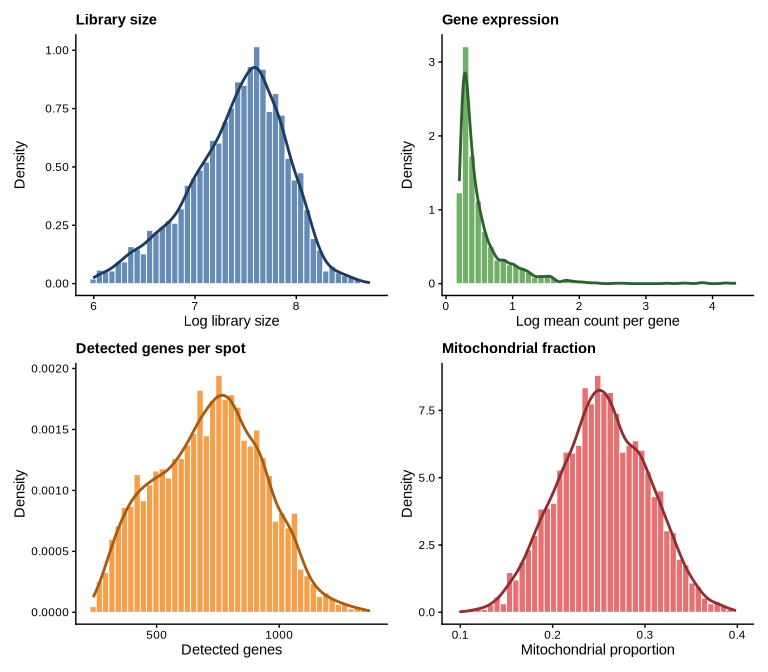 Library size
Density
1.00
0.75
0.50
0.25
0.00
6 7 8
Log library size
Gene expression
Density
3
2
1
0
0 1 2 3 4
Log mean count per gene
Detected genes per spot
Density
0.0020
0.0015
0.0010
0.0005
0.0000
500 1000
Detected genes
Mitochondrial fraction
Density
7.5
5.0
2.5
0.0
0.1 0.2 0.3 0.4
Mitochondrial proportion